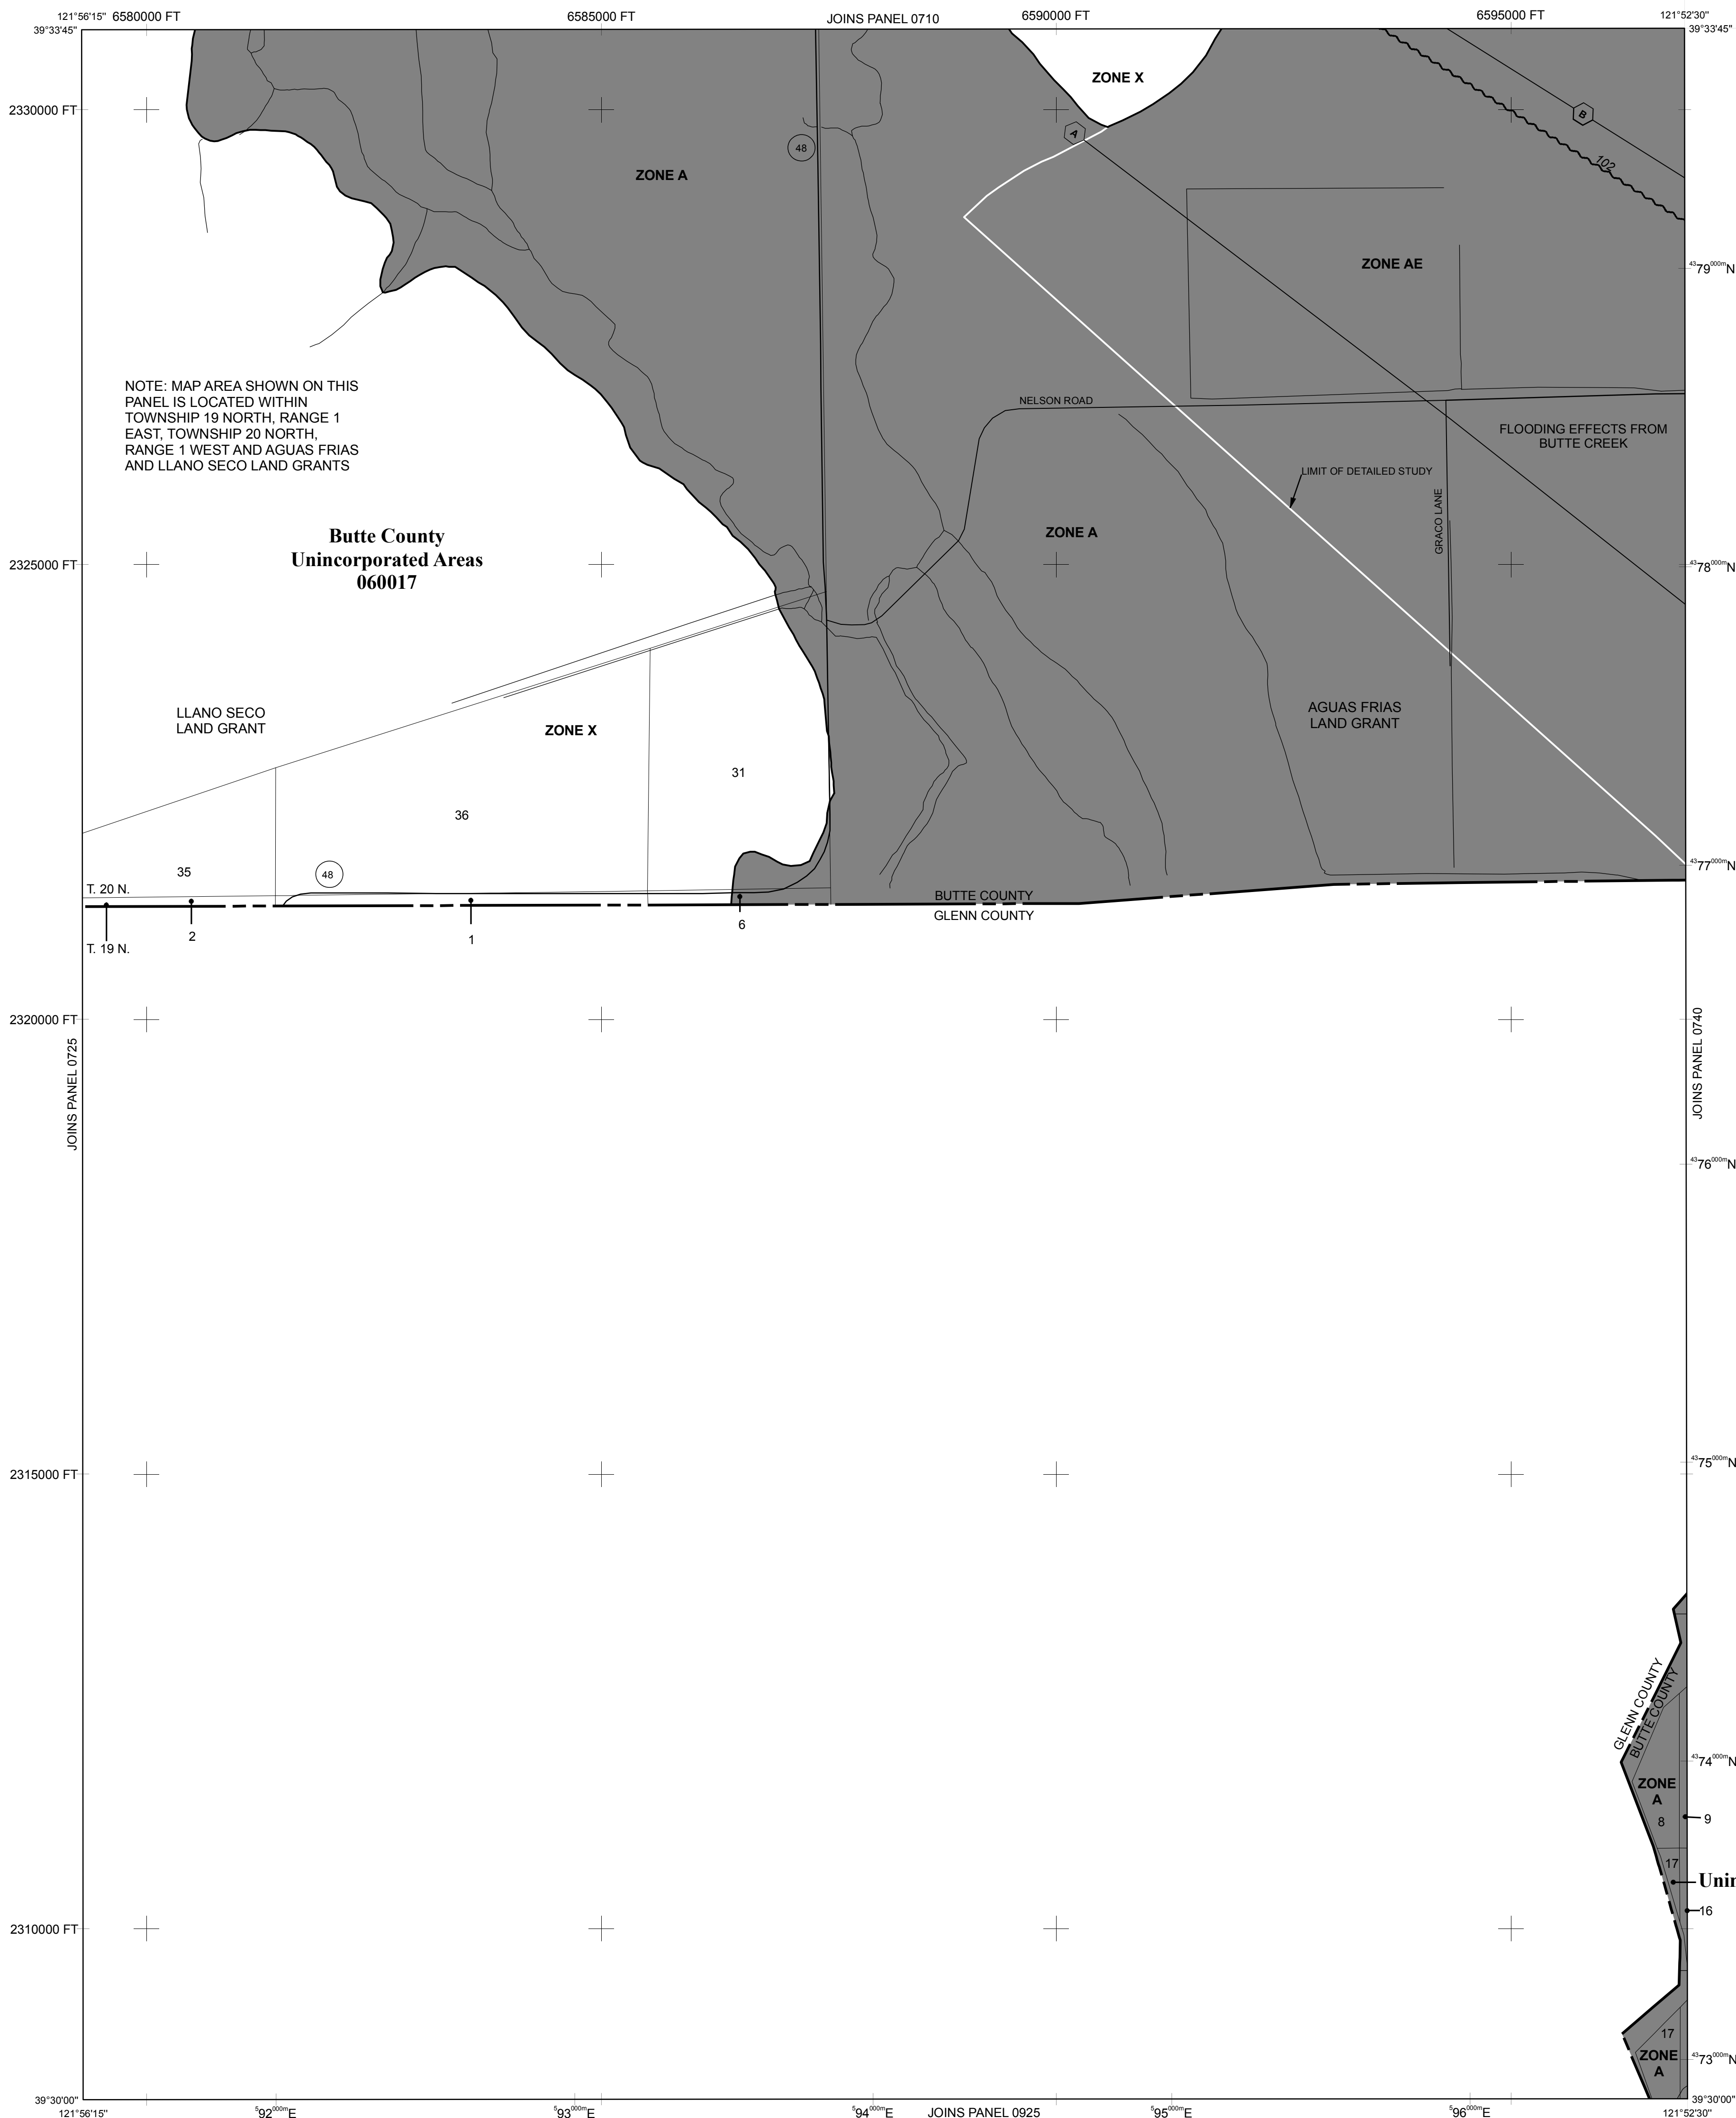 121°56'15" 6580000 FT 6585000 FT JOINS PANEL 0710 6590000 FT 6595000 FT 121°52'30"
39°33'45" 39°33'45"
ZONE X
2330000 FT
A
B
48
102
ZONE A
ZONE AE
4379000mN
NOTE: MAP AREA SHOWN ON THIS
PANEL IS LOCATED WITHIN
TOWNSHIP 19 NORTH, RANGE 1
EAST, TOWNSHIP 20 NORTH,
RANGE 1 WEST AND AGUAS FRIAS
AND LLANO SECO LAND GRANTS
NELSON ROAD
FLOODING EFFECTS FROM
BUTTE CREEK
LIMIT OF DETAILED STUDY
GRACO LANE
Butte County
Unincorporated Areas
060017
ZONE A
2325000 FT
4378000mN
LLANO SECO
LAND GRANT
ZONE X
AGUAS FRIAS
LAND GRANT
31
36
35
48
4377000mN
T. 20 N.
BUTTE COUNTY
GLENN COUNTY
T. 19 N.
2
1
6
2320000 FT
JOINS PANEL 0725
JOINS PANEL 0740
4376000mN
2315000 FT
4375000mN
GLENN COUNTY
BUTTE COUNTY
4374000mN
ZONE
A
8
9
17
Unin
16
2310000 FT
17
ZONE
A
4373000mN
39°30'00" 39°30'00"
121°56'15" 592000mE 593000mE 594000mE JOINS PANEL 0925 595000mE 596000mE 121°52'30"